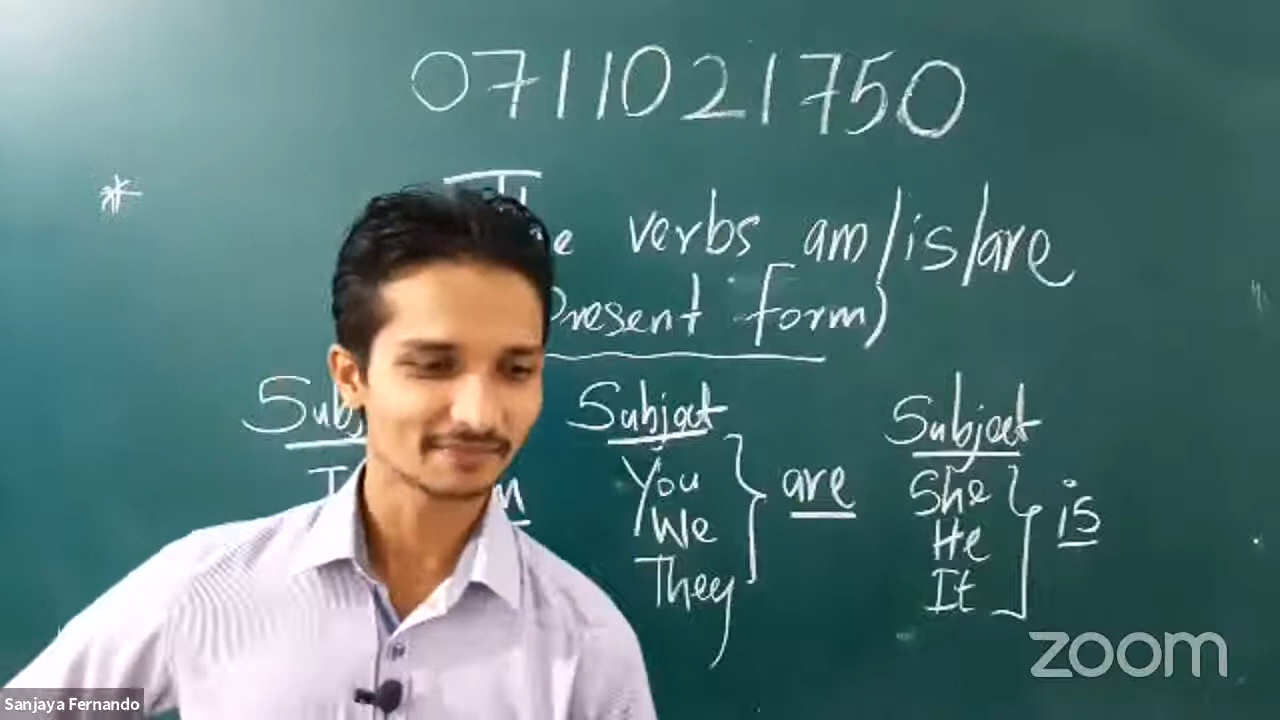 0711021750
*
verbs am/is/are
Present form)
Subject
Subject
You
We
They
are
She
He
It
is
zoom
Sanjaya Fernando